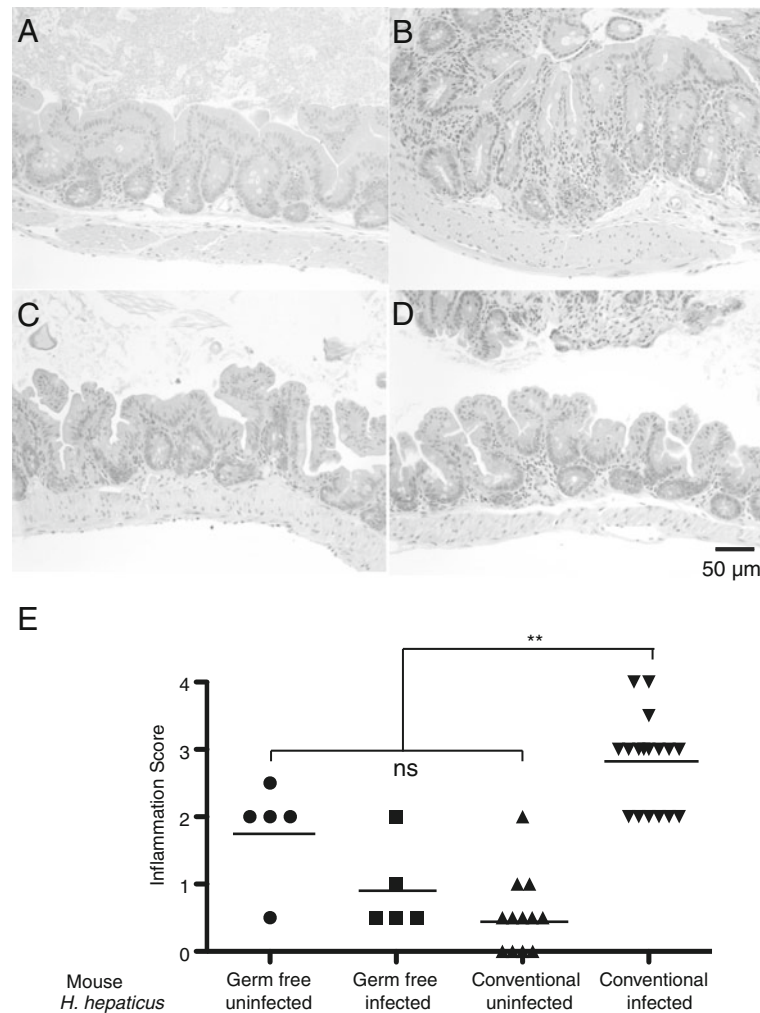 A
B
C
D
50 µm
E
**
ns
Inflammation Score
4
3
2
1
0
Mouse Germ free Germ free Conventional Conventional
H. hepaticus uninfected infected uninfected infected